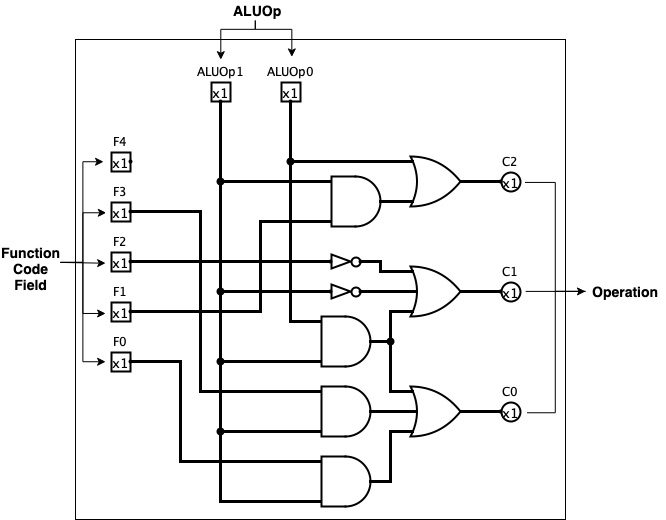 ALUOp
ALUOp1
ALUOp0
x1
x1
F4
x1
C2
x1
F3
x1
Function
Code
Field
F2
x1
C1
x1
Operation
F1
x1
F0
x1
C0
x1